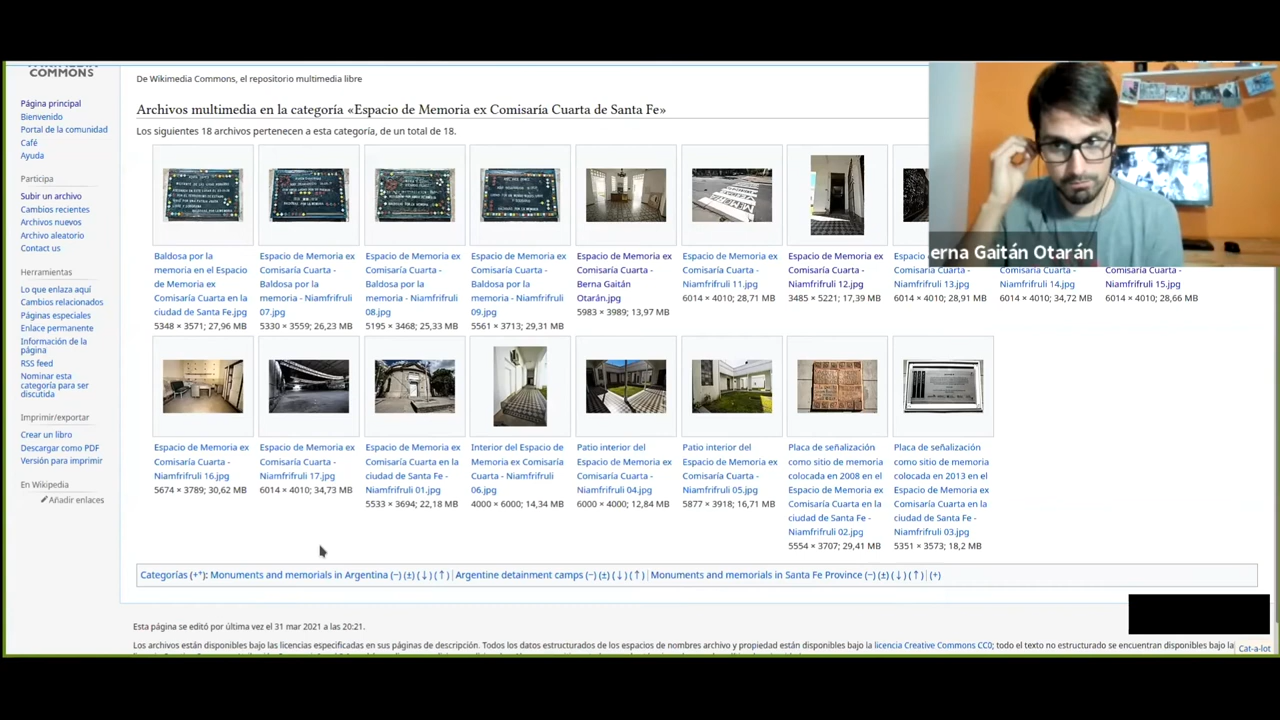 COMMONS
De Wikimedia Commons, el repositorio multimedia libre
Página principal
Bienvenido
Portal de la comunidad
Café
Ayuda
Participa
Subir un archivo
Cambios recientes
Archivos nuevos
Archivo aleatorio
Contact us
Herramientas
Lo que enlaza aquí
Cambios relacionados
Páginas especiales
Enlace permanente
Información de la
página
RSS feed
Nominar esta
categoría para ser
discutida
Imprimir/exportar
Crear un libro
Descargar como PDF
Versión para imprimir
En Wikipedia
Añadir enlaces
Archivos multimedia en la categoría «Espacio de Memoria ex Comisaría Cuarta de Santa Fe»
Los siguientes 18 archivos pertenecen a esta categoría, de un total de 18.
erna Gaitán Otarán
Baldosa por la
memoria en el Espacio
de Memoria ex
Comisaría Cuarta en la
ciudad de Santa Fe.jpg
5348 × 3571; 27,96 MB
Espacio de Memoria ex
Comisaría Cuarta -
Baldosa por la
memoria - Niamfrifruli
07.jpg
5330 × 3559; 26,23 MB
Espacio de Memoria ex
Comisaría Cuarta -
Baldosa por la
memoria - Niamfrifruli
08.jpg
5195 × 3468; 25,33 MB
Espacio de Memoria ex
Comisaría Cuarta -
Baldosa por la
memoria - Niamfrifruli
09.jpg
5561 × 3713; 29,31 MB
Espacio de Memoria ex
Comisaría Cuarta -
Berna Gaitán
Otarán.jpg
5983 × 3989; 13,97 MB
Espacio de Memoria ex
Comisaría Cuarta -
Niamfrifruli 11.jpg
6014 × 4010; 28,71 MB
Espacio de Memoria ex
Comisaría Cuarta -
Niamfrifruli 12.jpg
3485 × 5221; 17,39 MB
Espacio
Comisaría Cuarta -
Niamfrifruli 13.jpg
6014 × 4010; 28,91 MB
Comisaría Cuarta -
Niamfrifruli 14.jpg
6014 × 4010; 34,72 MB
Comisaría Cuarta -
Niamfrifruli 15.jpg
6014 × 4010; 28,66 MB
Espacio de Memoria ex
Comisaría Cuarta -
Niamfrifruli 16.jpg
5674 × 3789; 30,62 MB
Espacio de Memoria ex
Comisaría Cuarta -
Niamfrifruli 17.jpg
6014 × 4010; 34,73 MB
Espacio de Memoria ex
Comisaría Cuarta en la
ciudad de Santa Fe -
Niamfrifruli 01.jpg
5533 × 3694; 22,18 MB
Interior del Espacio de
Memoria ex Comisaría
Cuarta - Niamfrifruli
06.jpg
4000 × 6000; 14,34 MB
Patio interior del
Espacio de Memoria ex
Comisaría Cuarta -
Niamfrifruli 04.jpg
6000 × 4000; 12,84 MB
Patio interior del
Espacio de Memoria ex
Comisaría Cuarta -
Niamfrifruli 05.jpg
5877 × 3918; 16,71 MB
Placa de señalización
como sitio de memoria
colocada en 2008 en el
Espacio de Memoria ex
Comisaría Cuarta en la
ciudad de Santa Fe -
Niamfrifruli 02.jpg
5554 × 3707; 29,41 MB
Placa de señalización
como sitio de memoria
colocada en 2013 en el
Espacio de Memoria ex
Comisaría Cuarta en la
ciudad de Santa Fe -
Niamfrifruli 03.jpg
5351 × 3573; 18,2 MB
Categorías (+⁺): Monuments and memorials in Argentina (−) (±) (↓) (↑) | Argentine detainment camps (−) (±) (↓) (↑) | Monuments and memorials in Santa Fe Province (−) (±) (↓) (↑) | (+)
Esta página se editó por última vez el 31 mar 2021 a las 20:21.
Los archivos están disponibles bajo las licencias especificadas en sus páginas de descripción. Todos los datos estructurados de los espacios de nombres archivo y propiedad están disponibles bajo la licencia Creative Commons CC0; todo el texto no estructurado se encuentran disponibles bajo la
Cat-a-lot